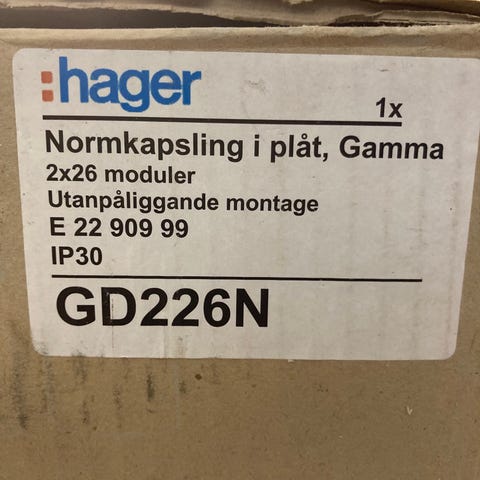 :hager
1x
Normkapsling i plåt, Gamma
2x26 moduler
Utanpåliggande montage
E 22 909 99
IP30
GD226N